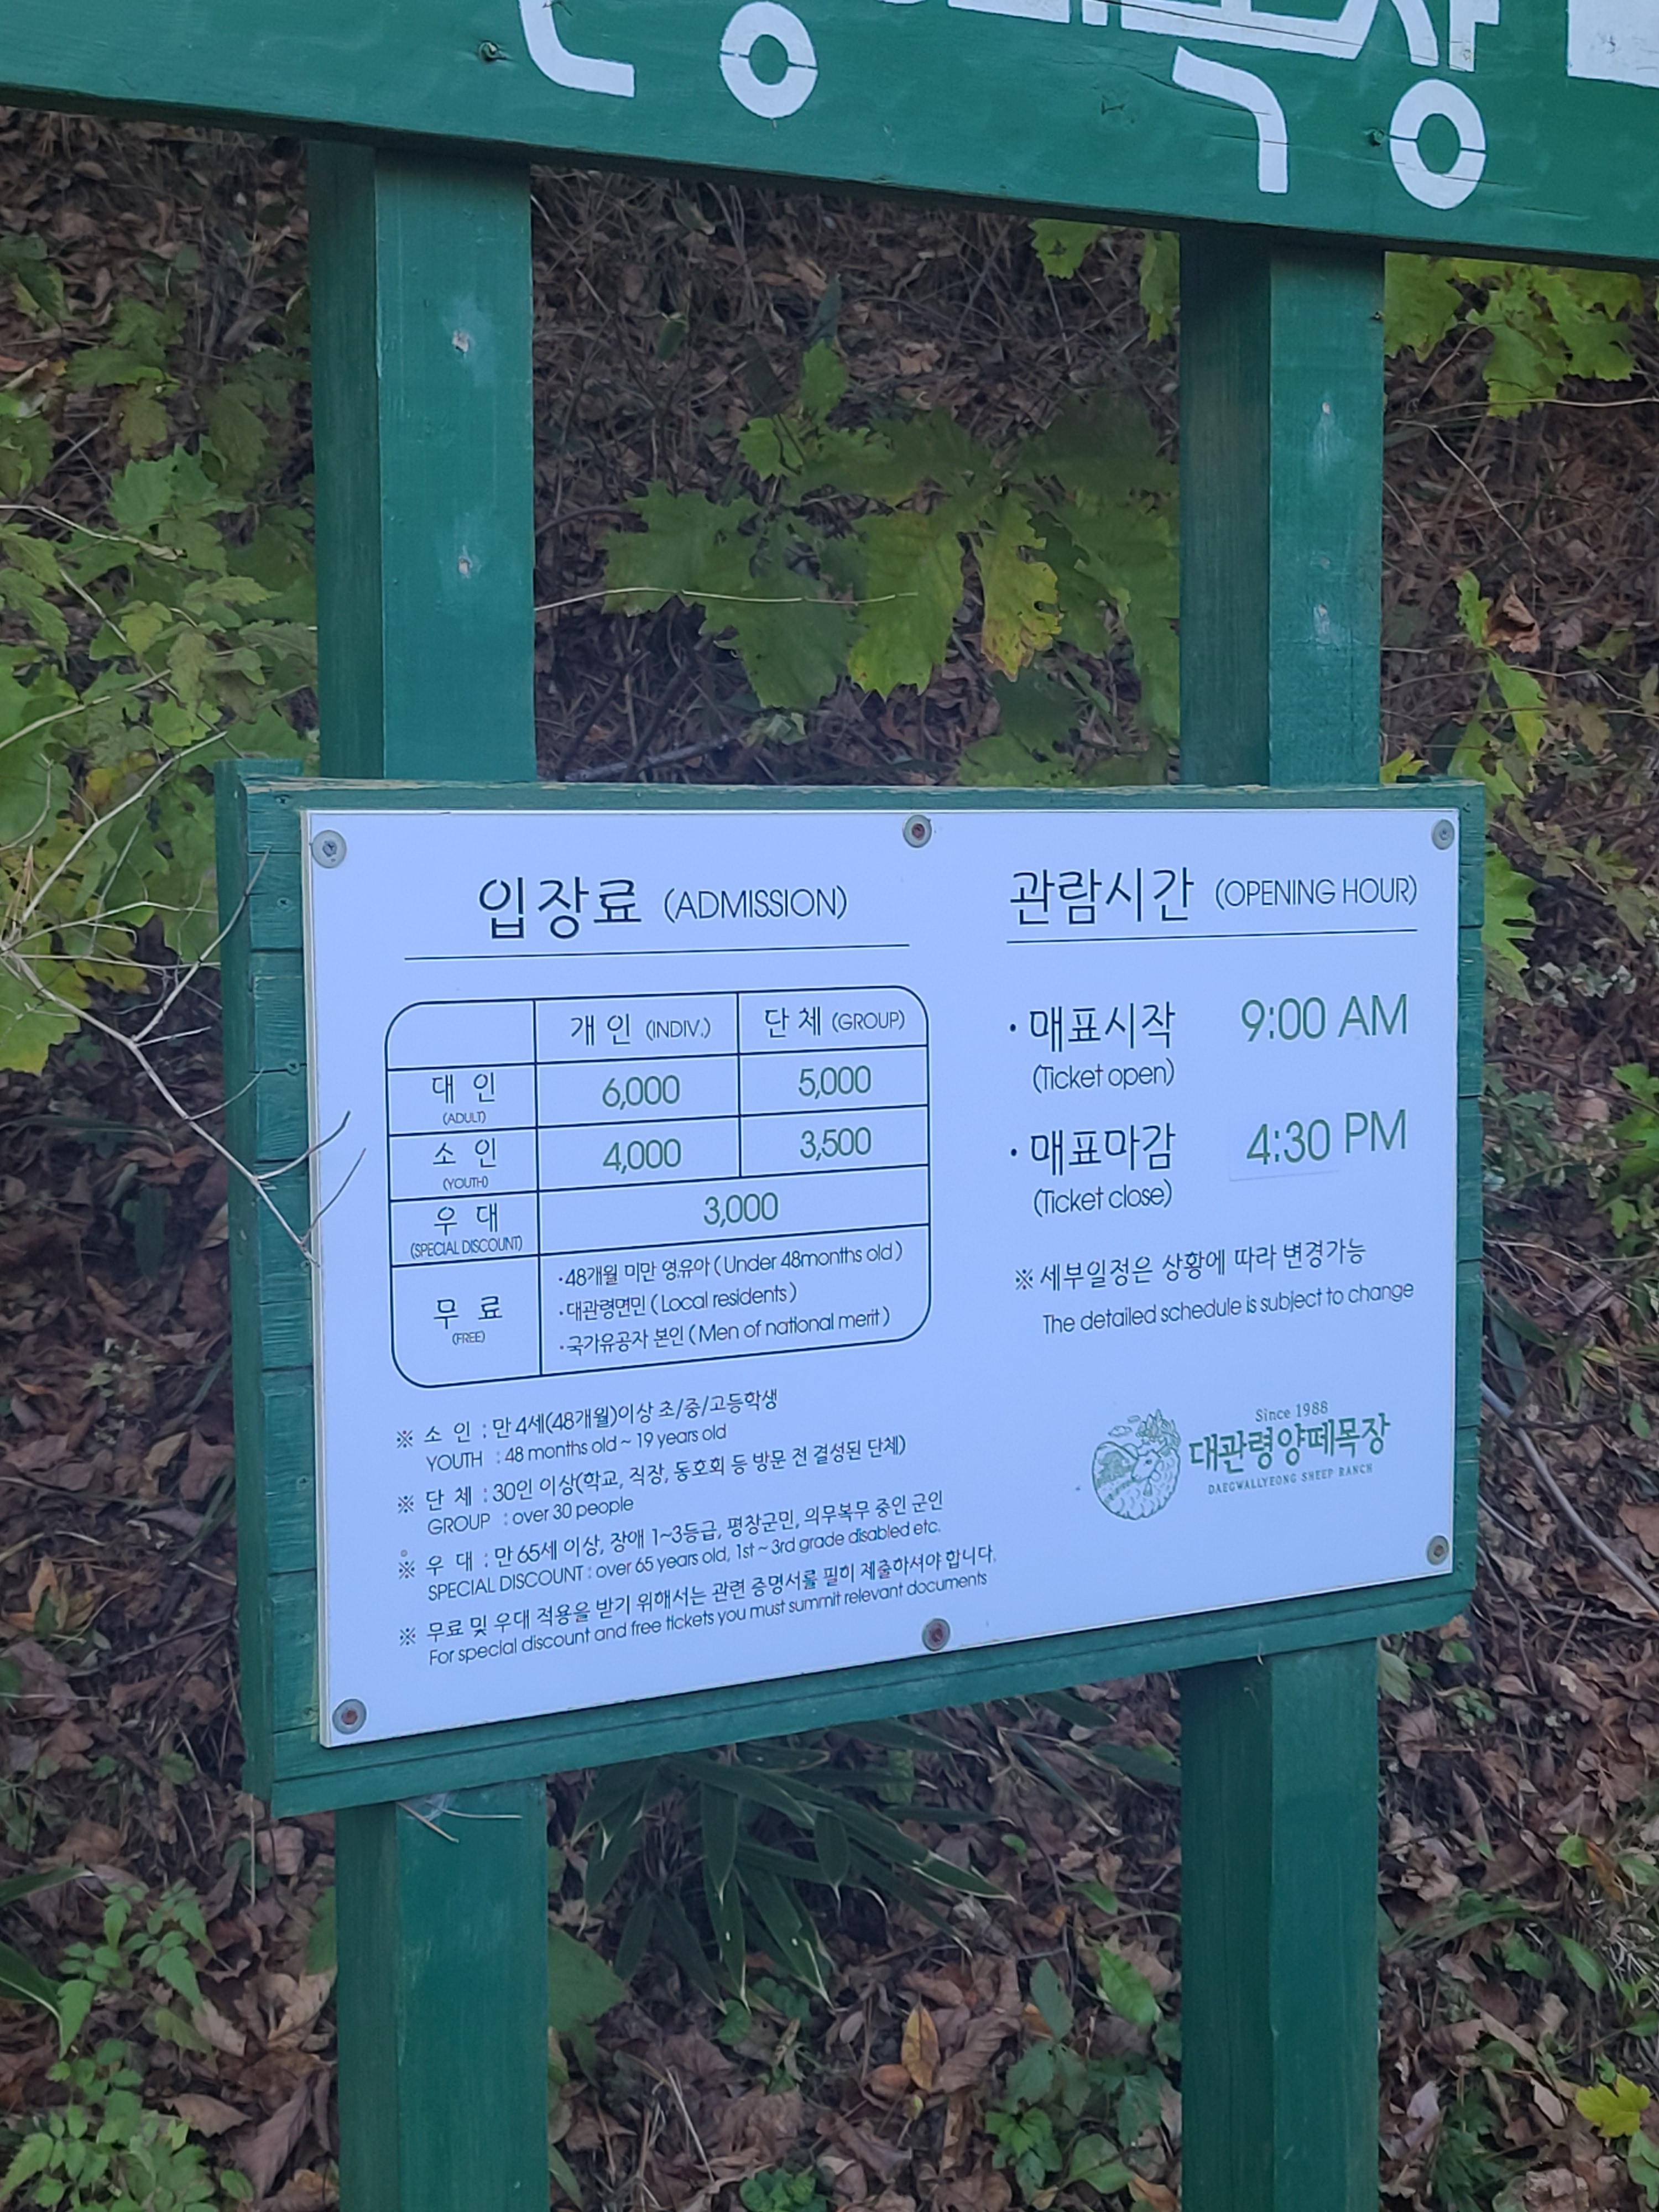 입장료 (ADMISSION)
개 인 (INDIV.) 단 체 (GROUP)
대 인 6,000 5,000
(ADULT)
소 인 4,000 3,500
(YOUTH)
우 대 3,000
(SPECIAL DISCOUNT)
무 료
(FREE)
·48개월 미만 영유아 ( Under 48months old )
·대관령면민 ( Local residents )
·국가유공자 본인 ( Men of national merit )
※ 소 인 : 만 4세(48개월)이상 초/중/고등학생
YOUTH : 48 months old ~ 19 years old
※ 단 체 : 30인 이상(학교, 직장, 동호회 등 방문 전 결성된 단체)
GROUP : over 30 people
※ 우 대 : 만 65세 이상, 장애 1~3등급, 평창군민, 의무복무 중인 군인
SPECIAL DISCOUNT : over 65 years old, 1st ~ 3rd grade disabled etc.
※ 무료 및 우대 적용을 받기 위해서는 관련 증명서를 필히 제출하셔야 합니다.
For special discount and free tickets you must summit relevant documents
관람시간 (OPENING HOUR)
· 매표시작 9:00 AM
(Ticket open)
· 매표마감 4:30 PM
(Ticket close)
※ 세부일정은 상황에 따라 변경가능
The detailed schedule is subject to change
Since 1988
대관령양떼목장
DAEGWALLYEONG SHEEP RANCH